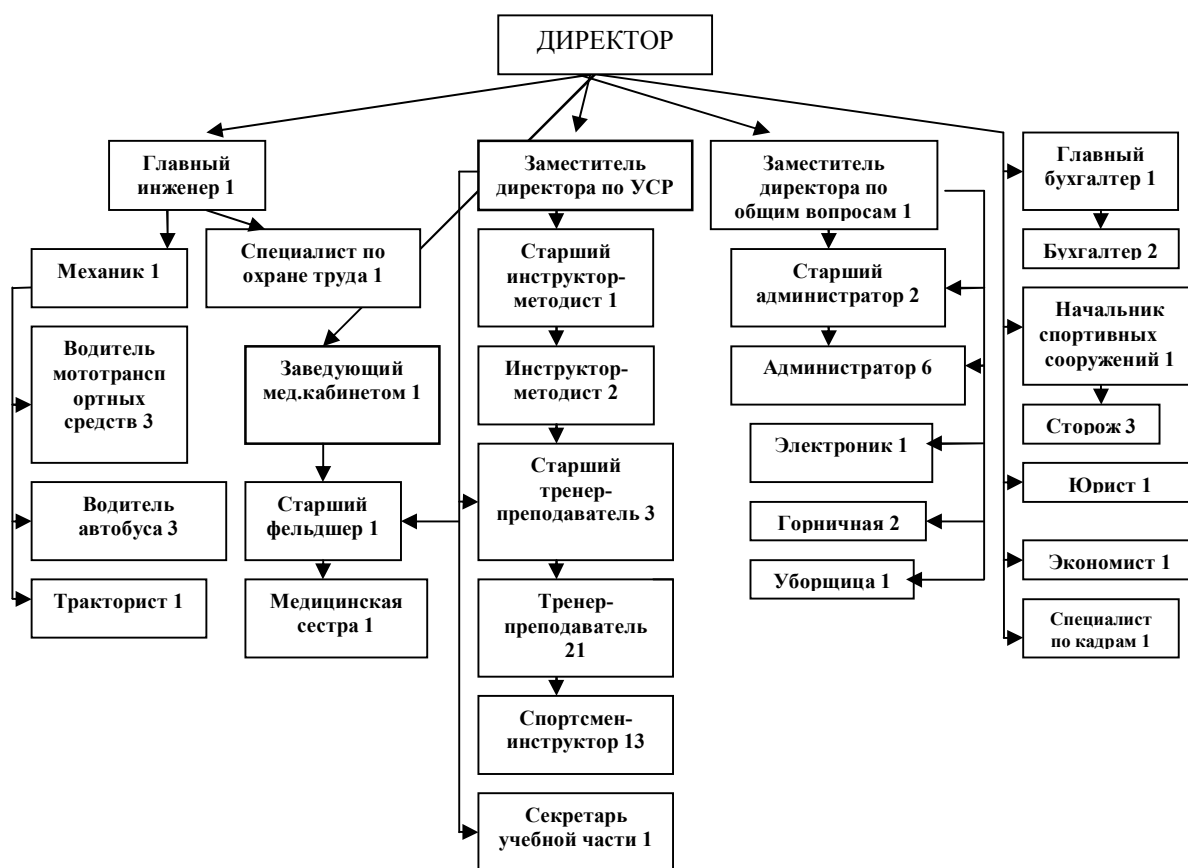 ДИРЕКТОР
Главный
инженер 1
Заместитель
директора по УСР
Заместитель
директора по
общим вопросам 1
Главный
бухгалтер 1
Механик 1
Специалист по
охране труда 1
Старший
инструктор-
методист 1
Старший
администратор 2
Бухгалтер 2
Водитель
мототрансп
ортных
средств 3
Заведующий
мед.кабинетом 1
Инструктор-
методист 2
Администратор 6
Начальник
спортивных
сооружений 1
Сторож 3
Водитель
автобуса 3
Старший
фельдшер 1
Старший
тренер-
преподаватель 3
Электроник 1
Горничная 2
Юрист 1
Тракторист 1
Медицинская
сестра 1
Тренер-
преподаватель
21
Уборщица 1
Экономист 1
Специалист
по кадрам 1
Спортсмен-
инструктор 13
Секретарь
учебной части 1